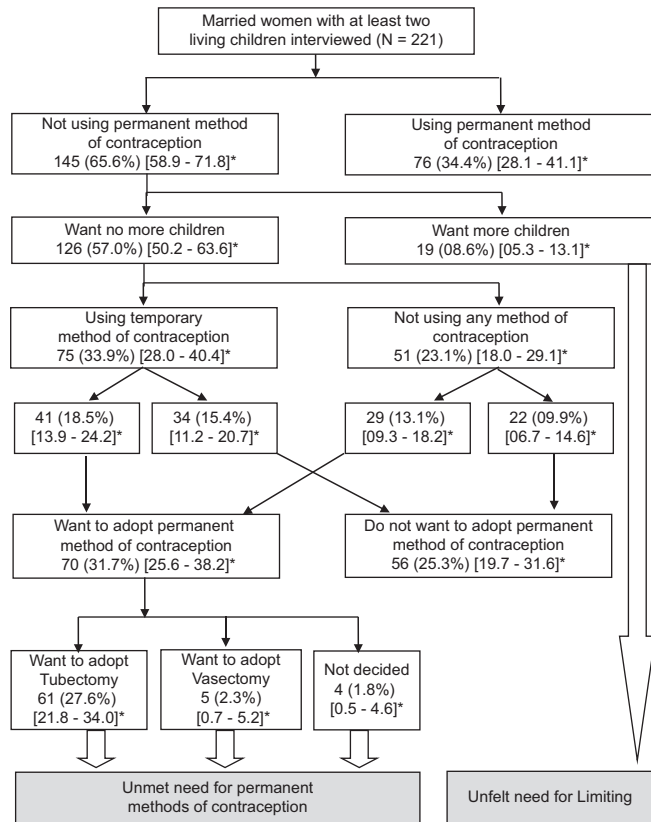 Married women with at least two
living children interviewed (N = 221)
Not using permanent method
of contraception
145 (65.6%) [58.9 - 71.8]*
Using permanent method
of contraception
76 (34.4%) [28.1 - 41.1]*
Want no more children
126 (57.0%) [50.2 - 63.6]*
Want more children
19 (08.6%) [05.3 - 13.1]*
Using temporary
method of contraception
75 (33.9%) [28.0 - 40.4]*
Not using any method of
contraception
51 (23.1%) [18.0 - 29.1]*
41 (18.5%)
[13.9 - 24.2]*
34 (15.4%)
[11.2 - 20.7]*
29 (13.1%)
[09.3 - 18.2]*
22 (09.9%)
[06.7 - 14.6]*
Want to adopt permanent
method of contraception
70 (31.7%) [25.6 - 38.2]*
Do not want to adopt permanent
method of contraception
56 (25.3%) [19.7 - 31.6]*
Want to adopt
Tubectomy
61 (27.6%)
[21.8 - 34.0]*
Want to adopt
Vasectomy
5 (2.3%)
[0.7 - 5.2]*
Not decided
4 (1.8%)
[0.5 - 4.6]*
Unmet need for permanent
methods of contraception
Unfelt need for Limiting